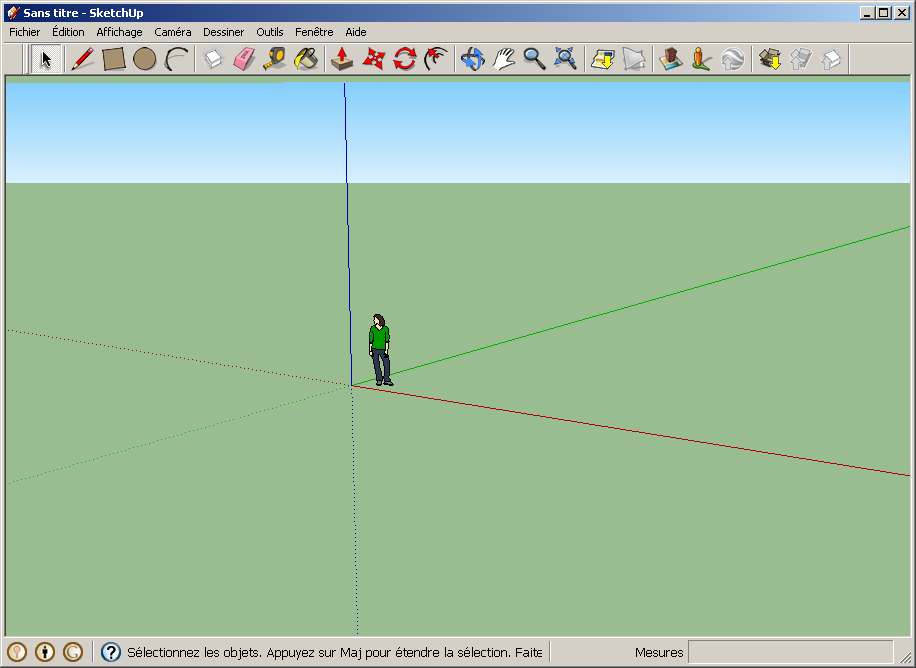 Sans titre - SketchUp
Fichier Édition Affichage Caméra Dessiner Outils Fenêtre Aide
Sélectionnez les objets. Appuyez sur Maj pour étendre la sélection. Faite Mesures